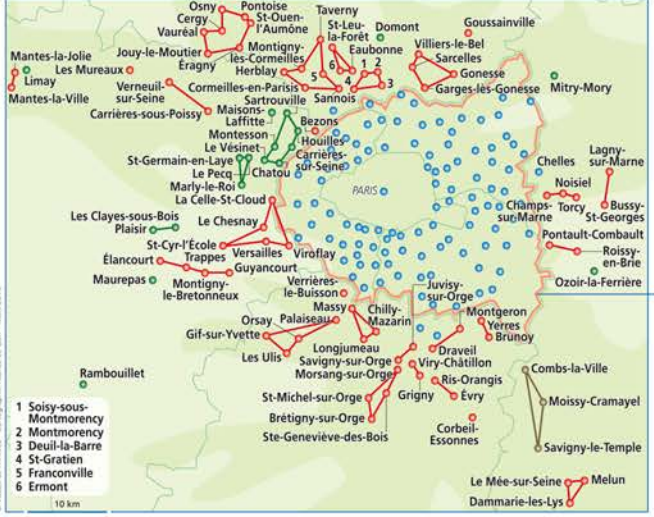 Osny
Pontoise
Cergy
St-Ouen-
l'Aumône
Vauréal
Jouy-le-Moutier
Éragny
Montigny-
lès-Cormeilles
Herblay
Cormeilles-en-Parisis
Taverny
St-Leu-
la-Forêt
Domont
Eaubonne
Goussainville
Villiers-le-Bel
Sarcelles
Gonesse
Garges-lès-Gonesse
5
6
4
1
2
3
Sannois
Mantes-la-Jolie
Limay
Mantes-la-Ville
Les Mureaux
Verneuil-
sur-Seine
Carrières-sous-Poissy
Mitry-Mory
Sartrouville
Maisons-
Laffitte
Bezons
Montesson
Houilles
Le Vésinet
Carrières-
sur-Seine
St-Germain-en-Laye
Le Pecq
Chatou
Marly-le-Roi
La Celle-St-Cloud
PARIS
Chelles
Lagny-
sur-Marne
Noisiel
Champs-
sur-Marne
Torcy
Bussy-
St-Georges
Les Clayes-sous-Bois
Plaisir
Le Chesnay
St-Cyr-l'École
Versailles
Viroflay
Trappes
Élancourt
Guyancourt
Maurepas
Montigny-
le-Bretonneux
Pontault-Combault
Roissy-
en-Brie
Ozoir-la-Ferrière
Verrières-
le-Buisson
Massy
Chilly-
Mazarin
Juvisy-
sur-Orge
Orsay
Palaiseau
Gif-sur-Yvette
Les Ulis
Longjumeau
Montgeron
Yerres
Brunoy
Savigny-sur-Orge
Draveil
Morsang-sur-Orge
Viry-Châtillon
Ris-Orangis
Grigny
Évry
St-Michel-sur-Orge
Brétigny-sur-Orge
Ste-Geneviève-des-Bois
Corbeil-
Essonnes
Combs-la-Ville
Moissy-Cramayel
Savigny-le-Temple
Le Mée-sur-Seine
Melun
Dammarie-les-Lys
Rambouillet
1 Soisy-sous-
Montmorency
2 Montmorency
3 Deuil-la-Barre
4 St-Gratien
5 Franconville
6 Ermont
10 km